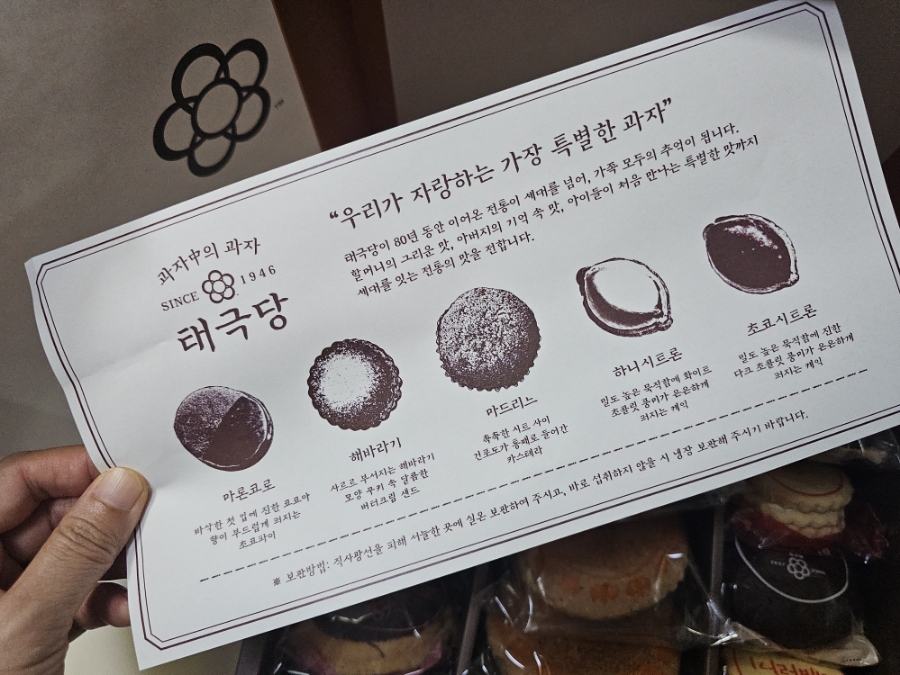 과자中의 과자
SINCE 1946
태극당
“우리가 자랑하는 가장 특별한 과자”
태극당이 80년 동안 이어온 전통이 세대를 넘어, 가족 모두의 추억이 됩니다.
할머니의 그리운 맛, 아버지의 기억 속 맛, 아이들이 처음 만나는 특별한 맛까지
세대를 잇는 전통의 맛을 전합니다.
마론코로
바삭한 첫 입에 진한 코코아
향이 부드럽게 퍼지는
초코파이
해바라기
사르르 부서지는 해바라기
모양 쿠키 속 달콤한
버터크림 샌드
마드리느
촉촉한 시트 사이
건포도가 통째로 들어간
카스테라
하니시트론
밀도 높은 묵직함에 화이트
초콜릿 풍미가 은은하게
퍼지는 케익
초코시트론
밀도 높은 묵직함에 진한
다크 초콜릿 풍미가 은은하게
퍼지는 케익
※ 보관방법: 직사광선을 피해 서늘한 곳에 실온 보관하여 주시고, 바로 섭취하지 않을 시 냉장 보관해 주시기 바랍니다.